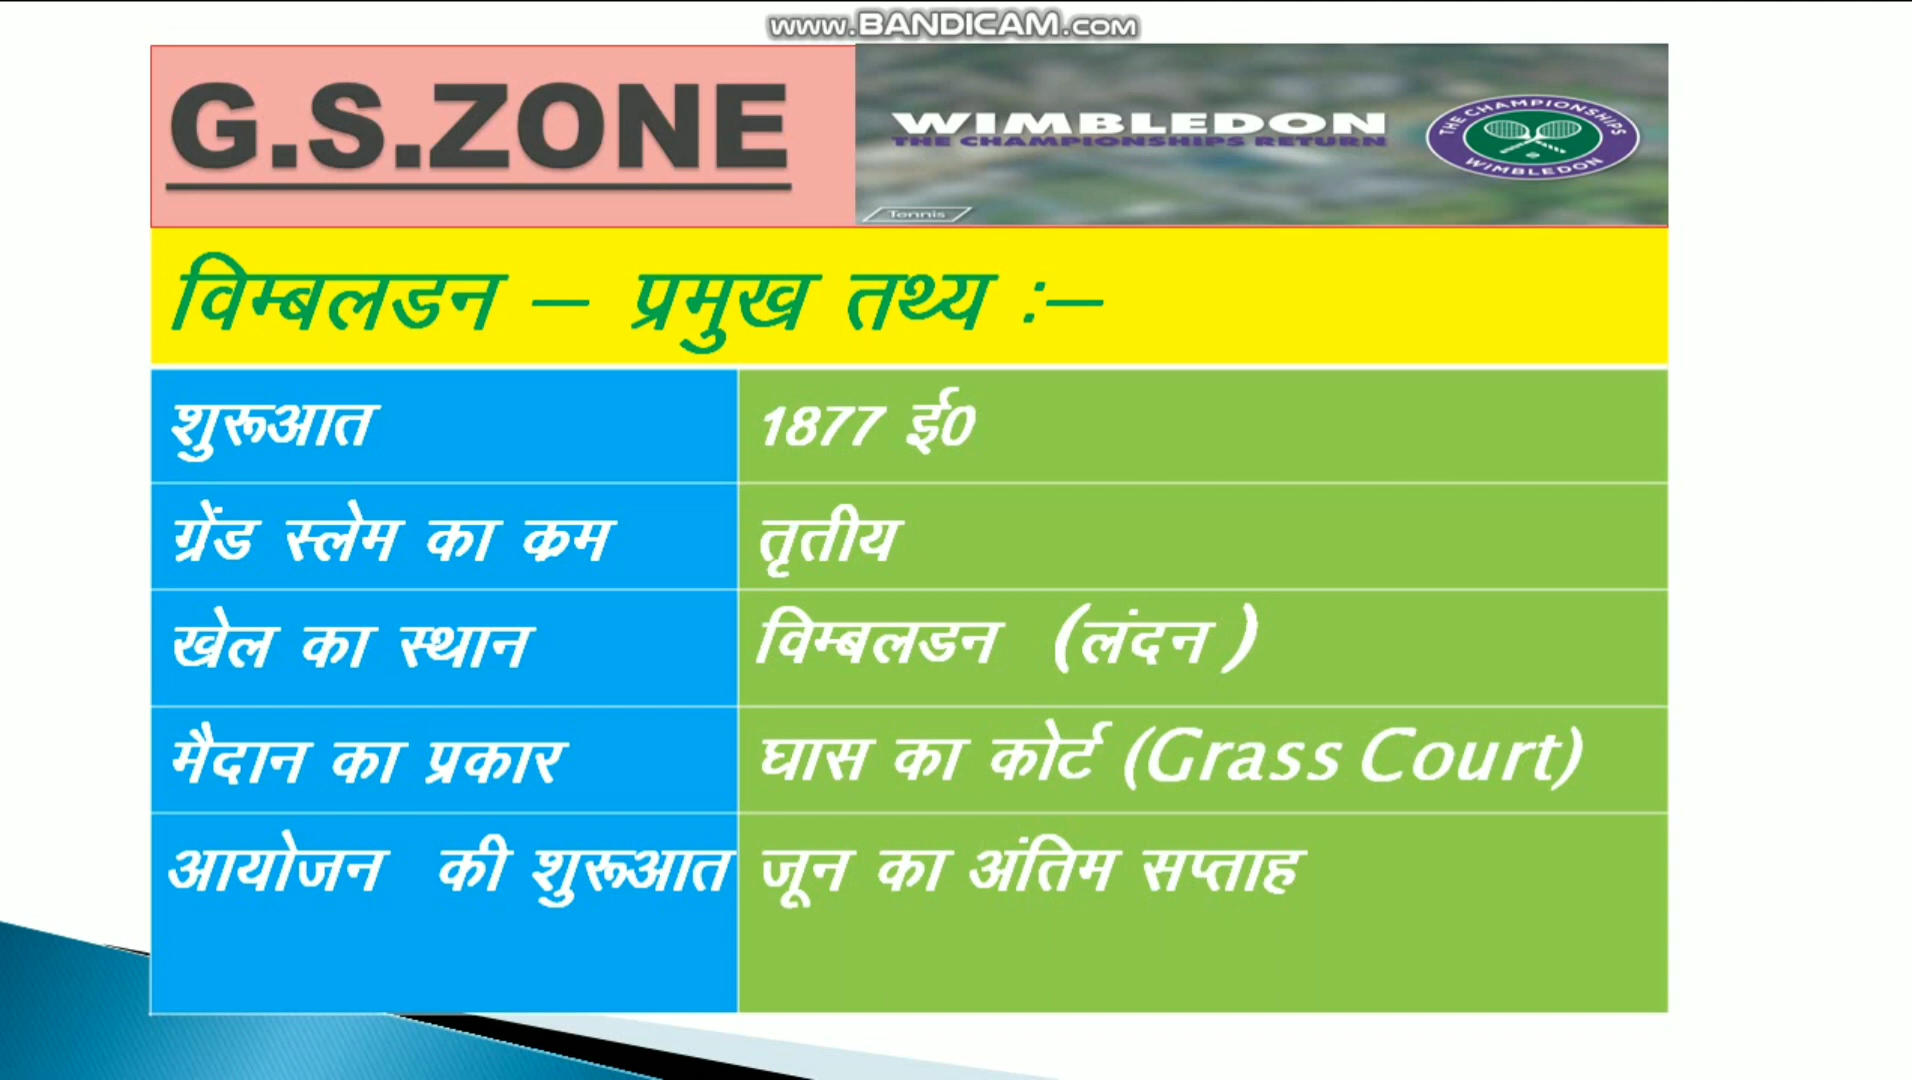 www.BANDICAM.com
G.S.ZONE
WIMBLEDON
THE CHAMPIONSHIPS RETURN
THE CHAMPIONSHIPS
WIMBLEDON
Tennis
विम्बलडन – प्रमुख तथ्य :–
शुरूआत 1877 ई0
ग्रेंड स्लेम का क्रम तृतीय
खेल का स्थान विम्बलडन (लंदन )
मैदान का प्रकार घास का कोर्ट (Grass Court)
आयोजन की शुरूआत जून का अंतिम सप्ताह